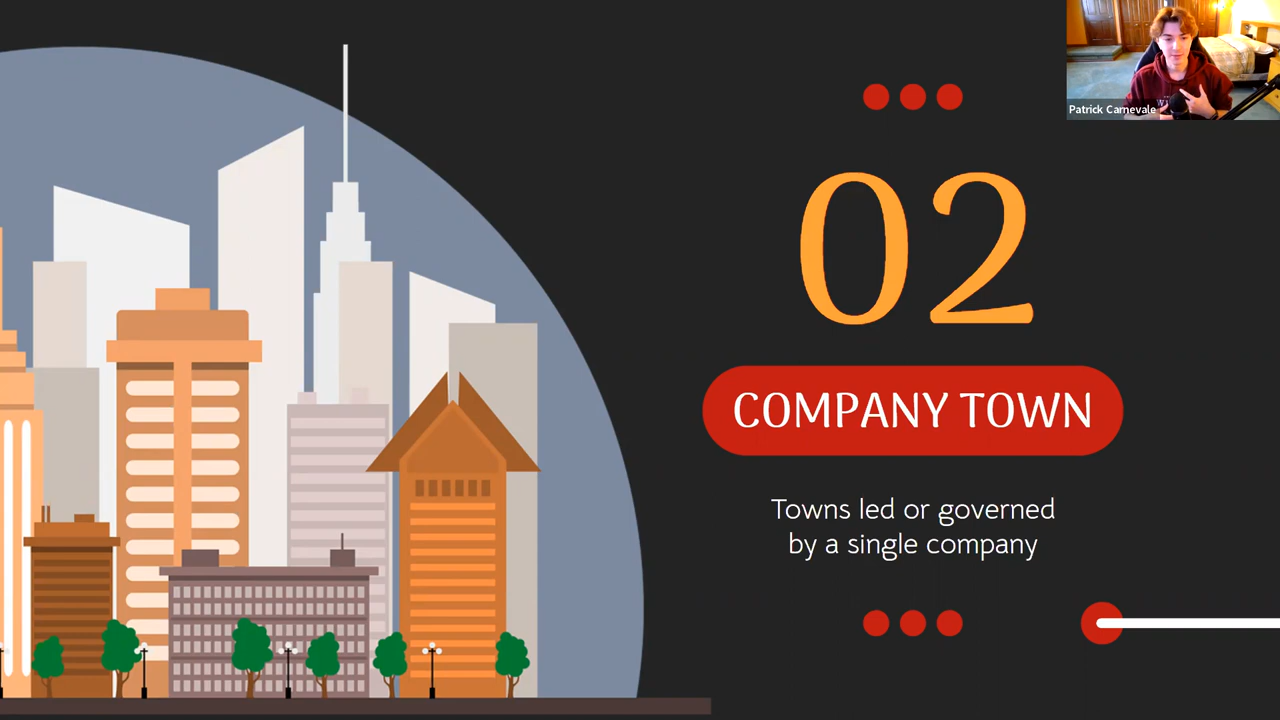 Patrick Carnevale
02
COMPANY TOWN
Towns led or governed
by a single company